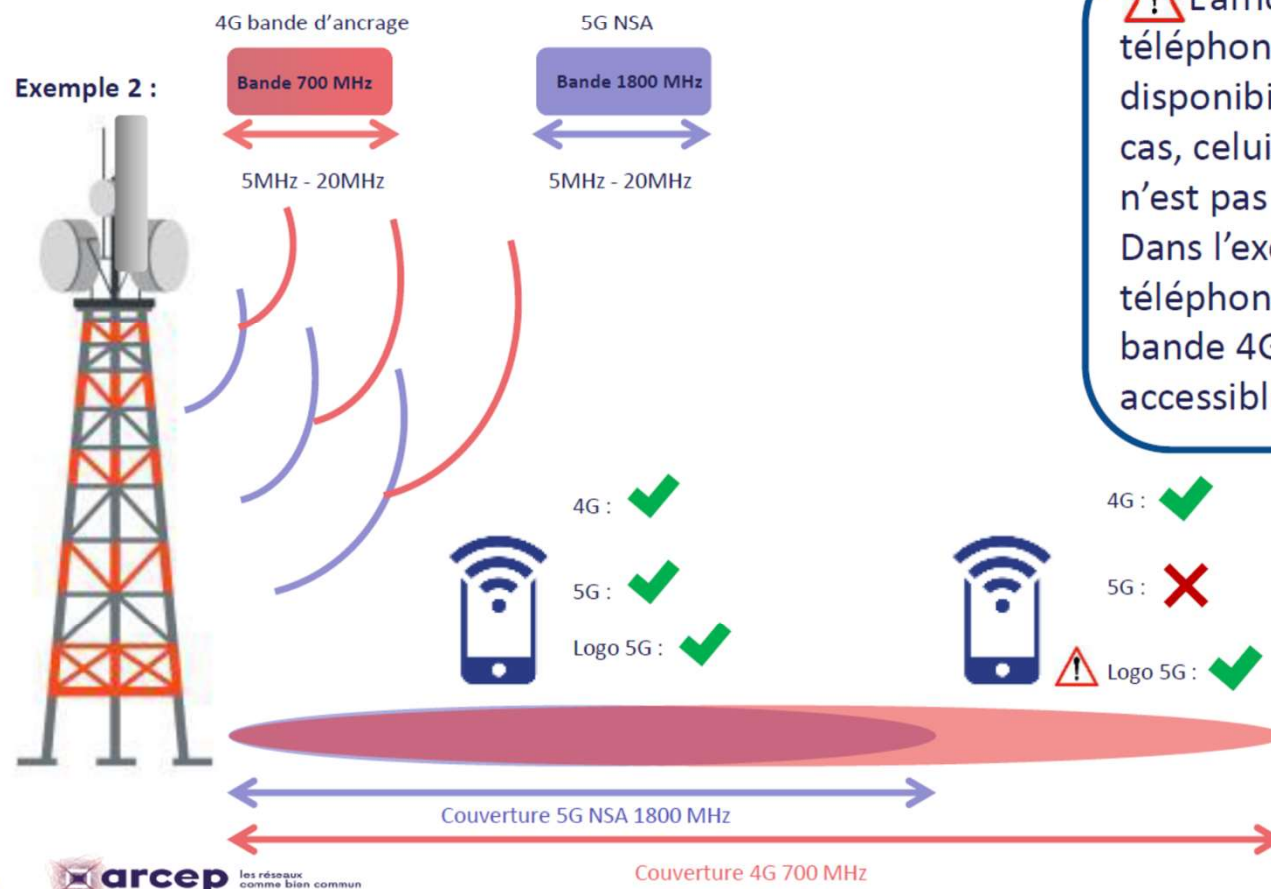 4G bande d'ancrage
5G NSA
Exemple 2 :
Bande 700 MHz
Bande 1800 MHz
5MHz - 20MHz
5MHz - 20MHz
téléphon
disponibi
cas, celui
n'est pas
Dans l'exe
téléphon
bande 4G
accessibl
4G :
5G :
Logo 5G :
4G :
5G :
Logo 5G :
Couverture 5G NSA 1800 MHz
Couverture 4G 700 MHz
arcep
les réseaux
comme bien commun